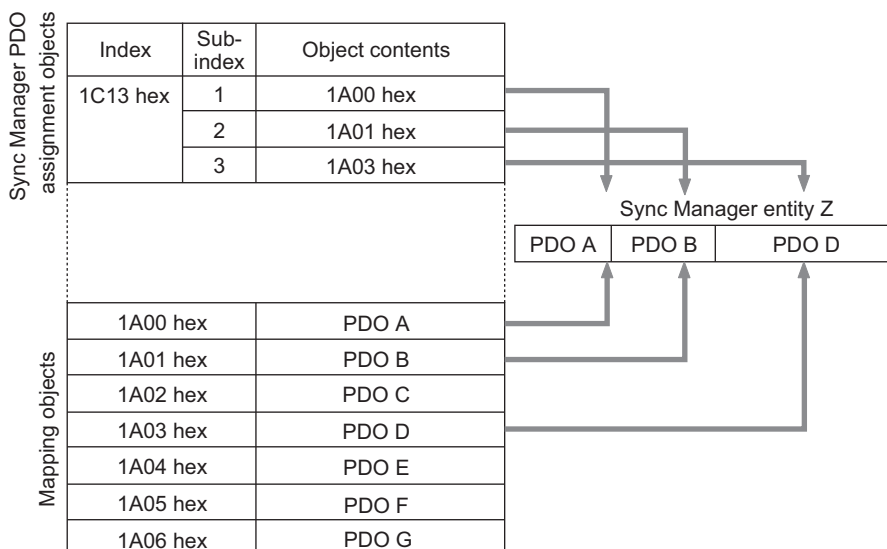 Sync Manager PDO
assignment objects
Index
Sub-
index
Object contents
1C13 hex
1
1A00 hex
2
1A01 hex
3
1A03 hex
Sync Manager entity Z
PDO A
PDO B
PDO D
Mapping objects
1A00 hex
PDO A
1A01 hex
PDO B
1A02 hex
PDO C
1A03 hex
PDO D
1A04 hex
PDO E
1A05 hex
PDO F
1A06 hex
PDO G